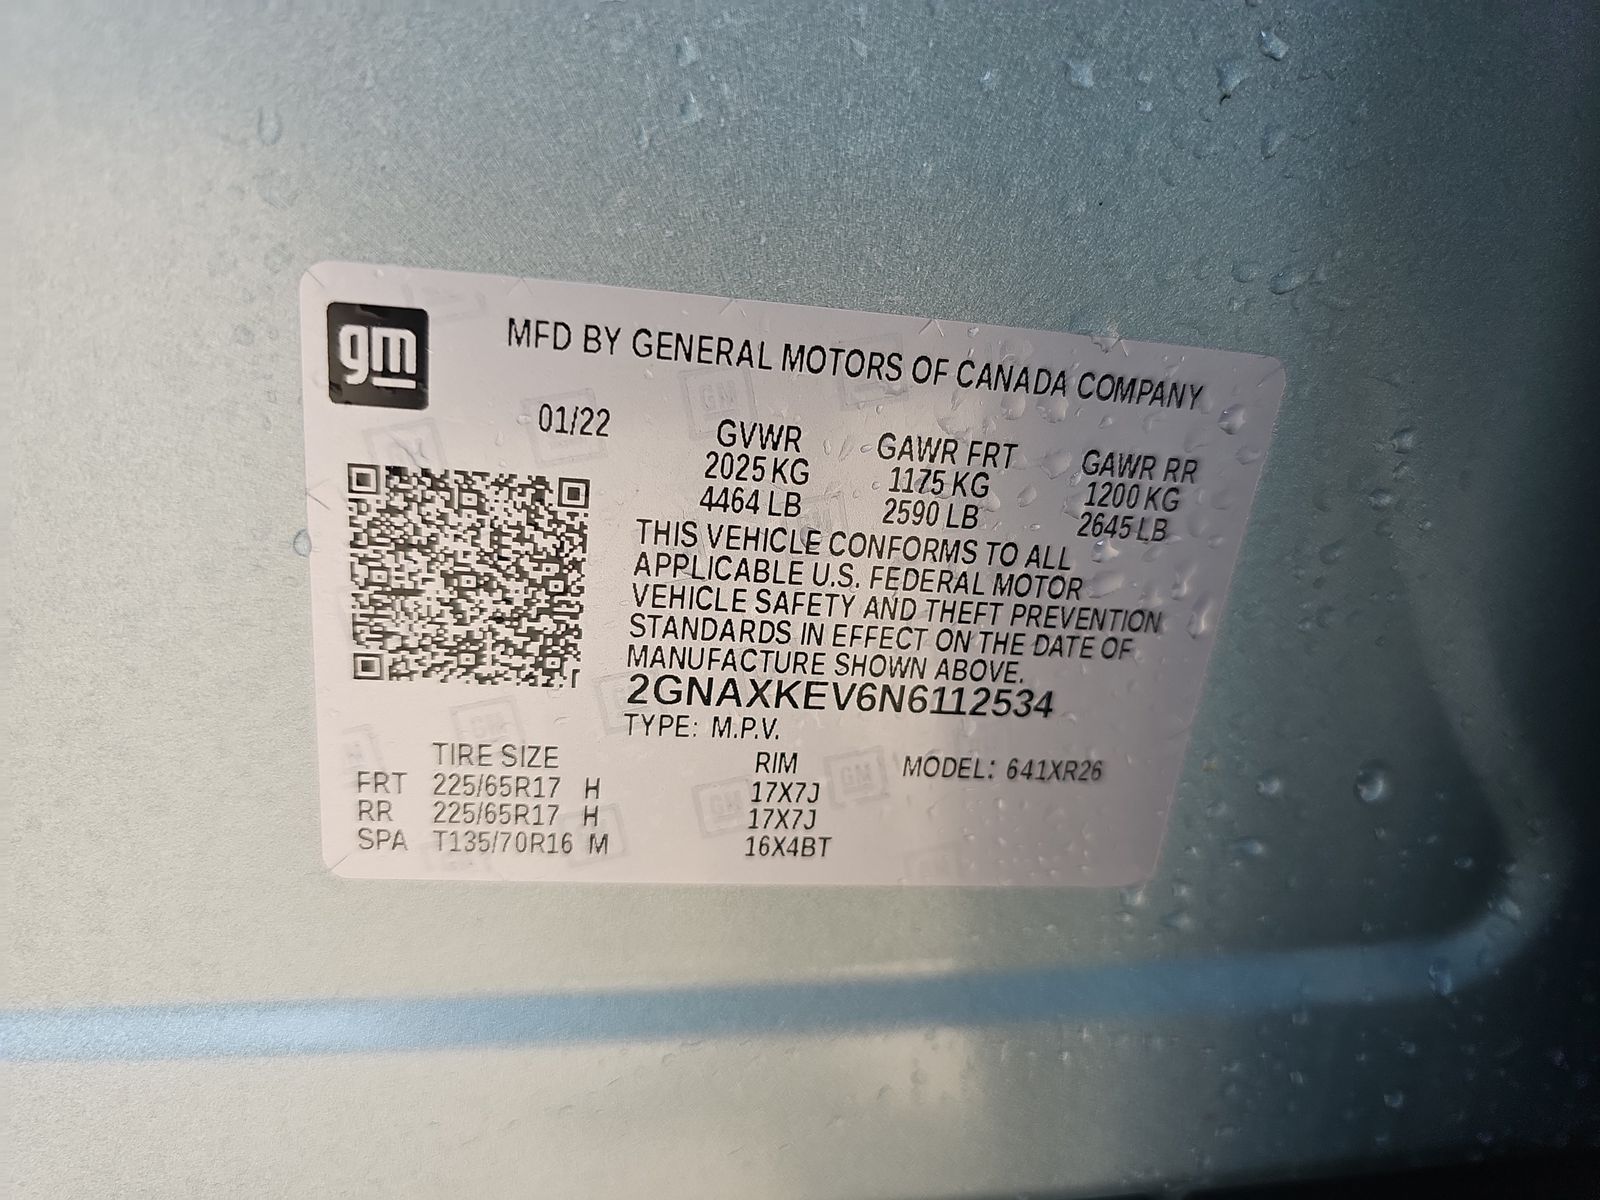 gm
MFD BY GENERAL MOTORS OF CANADA COMPANY
01/22
GVWR GAWR FRT GAWR RR
2025 KG 1175 KG 1200 KG
4464 LB 2590 LB 2645 LB
THIS VEHICLE CONFORMS TO ALL
APPLICABLE U.S. FEDERAL MOTOR
VEHICLE SAFETY AND THEFT PREVENTION
STANDARDS IN EFFECT ON THE DATE OF
MANUFACTURE SHOWN ABOVE.
2GNAXKEV6N6112534
TYPE: M.P.V.
TIRE SIZE RIM MODEL: 641XR26
FRT 225/65R17 H 17X7J
RR 225/65R17 H 17X7J
SPA T135/70R16 M 16X4BT